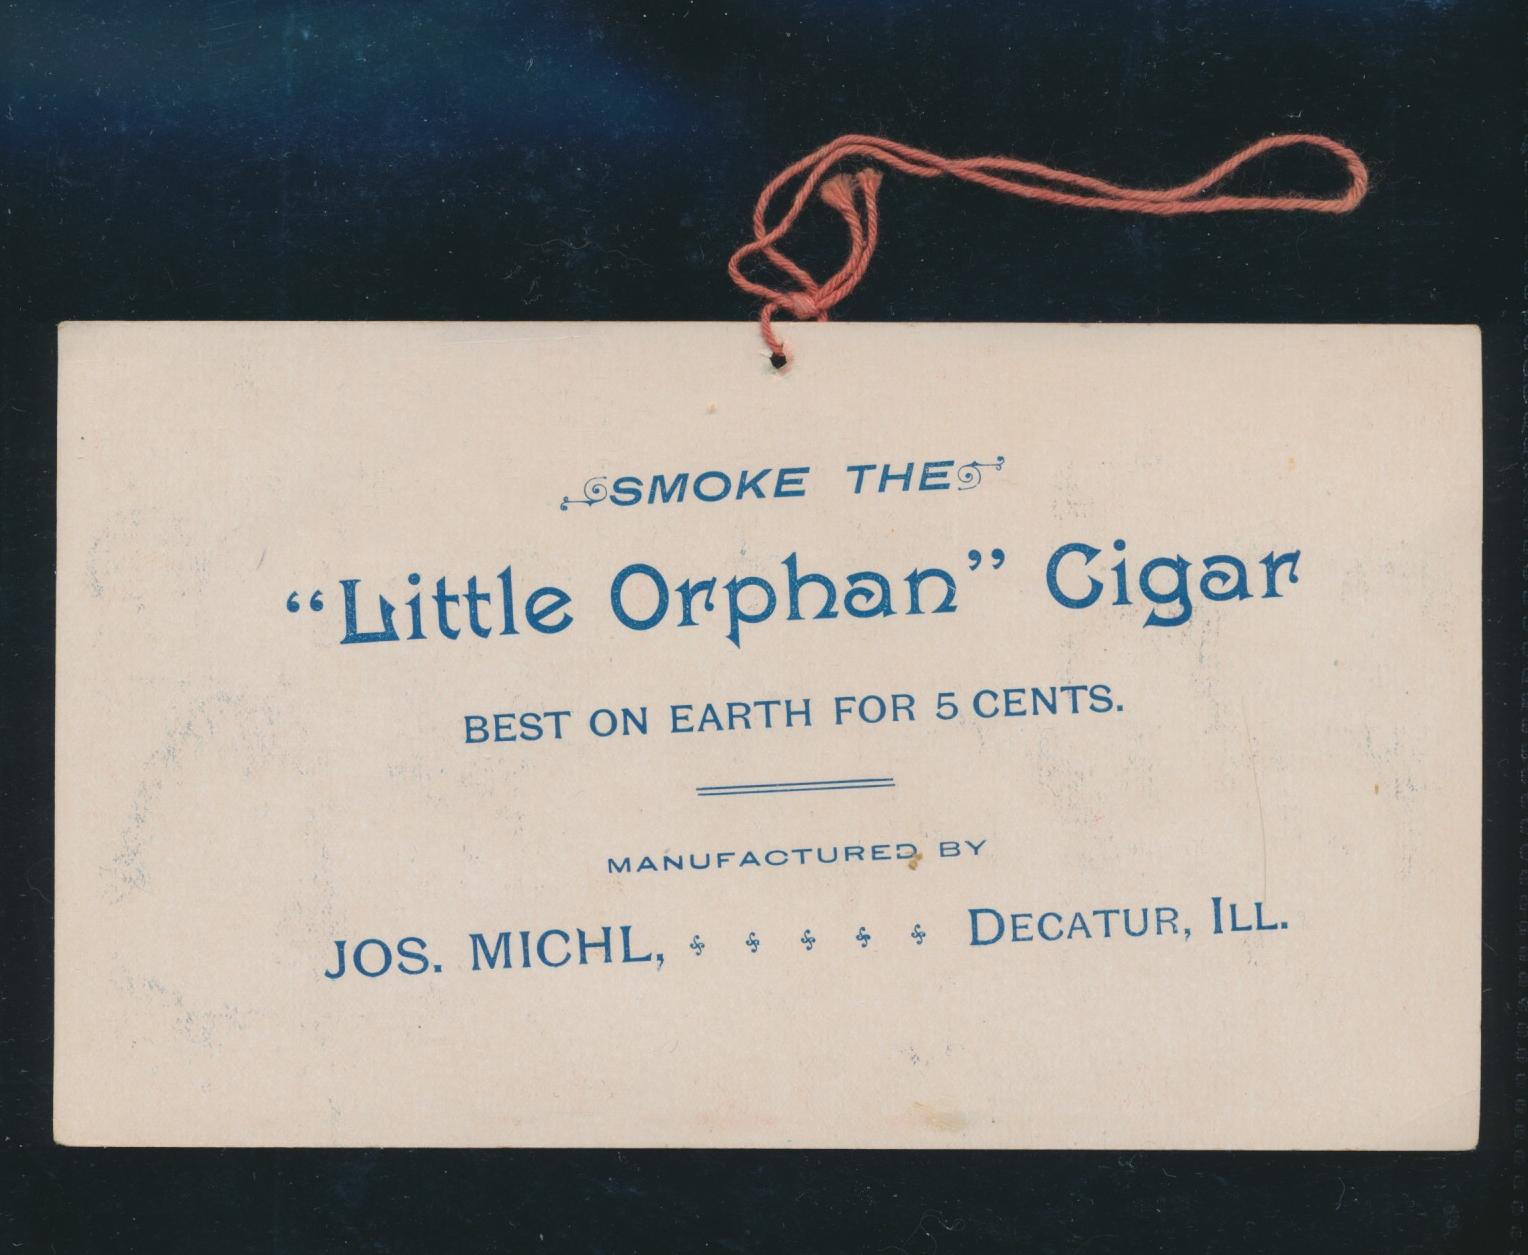 SMOKE THE
“Little Orphan” Cigar
BEST ON EARTH FOR 5 CENTS.
MANUFACTURED BY
JOS. MICHL, DECATUR, ILL.